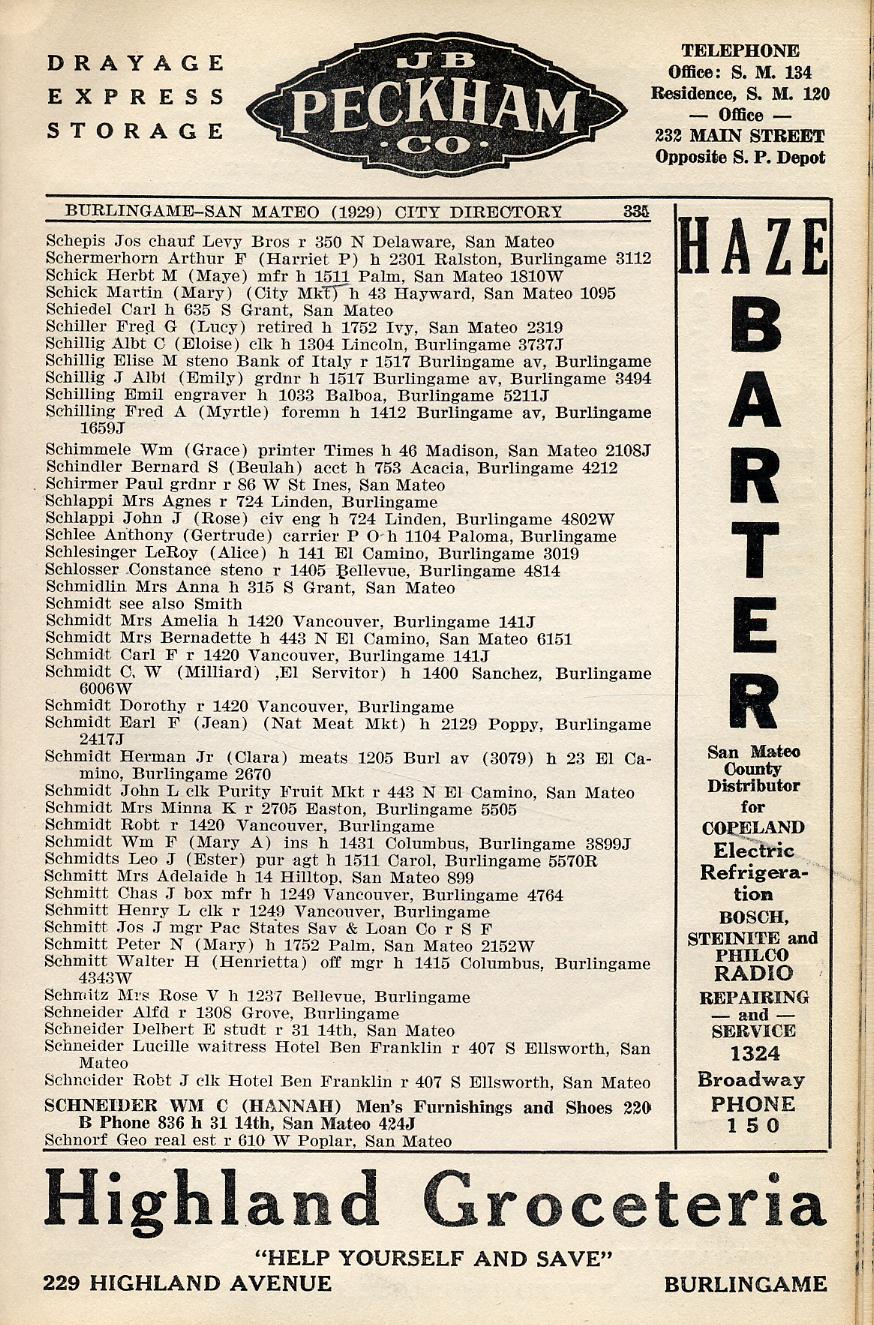 DRAYAGE
EXPRESS
STORAGE
JB
PECKHAM
·CO·
TELEPHONE
Office: S. M. 134
Residence, S. M. 120
— Office —
232 MAIN STREET
Opposite S. P. Depot
BURLINGAME–SAN MATEO (1929) CITY DIRECTORY 335
Schepis Jos chauf Levy Bros r 350 N Delaware, San Mateo
Schermerhorn Arthur F (Harriet P) h 2301 Ralston, Burlingame 3112
Schick Herbt M (Maye) mfr h 1511 Palm, San Mateo 1810W
Schick Martin (Mary) (City Mkt) h 43 Hayward, San Mateo 1095
Schiedel Carl h 635 S Grant, San Mateo
Schiller Fred G (Lucy) retired h 1752 Ivy, San Mateo 2319
Schillig Albt C (Eloise) clk h 1304 Lincoln, Burlingame 3737J
Schillig Elise M steno Bank of Italy r 1517 Burlingame av, Burlingame
Schillig J Albt (Emily) grdnr h 1517 Burlingame av, Burlingame 3494
Schilling Emil engraver h 1033 Balboa, Burlingame 5211J
Schilling Fred A (Myrtle) foremn h 1412 Burlingame av, Burlingame
1659J
Schimmele Wm (Grace) printer Times h 46 Madison, San Mateo 2108J
Schindler Bernard S (Beulah) acct h 753 Acacia, Burlingame 4212
Schirmer Paul grdnr r 86 W St Ines, San Mateo
Schlappi Mrs Agnes r 724 Linden, Burlingame
Schlappi John J (Rose) civ eng h 724 Linden, Burlingame 4802W
Schlee Anthony (Gertrude) carrier P O h 1104 Paloma, Burlingame
Schlesinger LeRoy (Alice) h 141 El Camino, Burlingame 3019
Schlosser Constance steno r 1405 Bellevue, Burlingame 4814
Schmidlin Mrs Anna h 315 S Grant, San Mateo
Schmidt see also Smith
Schmidt Mrs Amelia h 1420 Vancouver, Burlingame 141J
Schmidt Mrs Bernadette h 443 N El Camino, San Mateo 6151
Schmidt Carl F r 1420 Vancouver, Burlingame 141J
Schmidt C, W (Milliard) ,El Servitor) h 1400 Sanchez, Burlingame
6006W
Schmidt Dorothy r 1420 Vancouver, Burlingame
Schmidt Earl F (Jean) (Nat Meat Mkt) h 2129 Poppy, Burlingame
2417J
Schmidt Herman Jr (Clara) meats 1205 Burl av (3079) h 23 El Ca-
mino, Burlingame 2670
Schmidt John L clk Purity Fruit Mkt r 443 N El Camino, San Mateo
Schmidt Mrs Minna K r 2705 Easton, Burlingame 5505
Schmidt Robt r 1420 Vancouver, Burlingame
Schmidt Wm F (Mary A) ins h 1431 Columbus, Burlingame 3899J
Schmidts Leo J (Ester) pur agt h 1511 Carol, Burlingame 5570R
Schmitt Mrs Adelaide h 14 Hilltop, San Mateo 899
Schmitt Chas J box mfr h 1249 Vancouver, Burlingame 4764
Schmitt Henry L clk r 1249 Vancouver, Burlingame
Schmitt Jos J mgr Pac States Sav & Loan Co r S F
Schmitt Peter N (Mary) h 1752 Palm, San Mateo 2152W
Schmitt Walter H (Henrietta) off mgr h 1415 Columbus, Burlingame
4343W
Schmitz Mrs Rose V h 1237 Bellevue, Burlingame
Schneider Alfd r 1308 Grove, Burlingame
Schneider Delbert E studt r 31 14th, San Mateo
Schneider Lucille waitress Hotel Ben Franklin r 407 S Ellsworth, San
Mateo
Schneider Robt J clk Hotel Ben Franklin r 407 S Ellsworth, San Mateo
SCHNEIDER WM C (HANNAH) Men's Furnishings and Shoes 220
B Phone 836 h 31 14th, San Mateo 424J
Schnorf Geo real est r 610 W Poplar, San Mateo
HAZE
B
A
R
T
E
R
San Mateo
County
Distributor
for
COPELAND
Electric
Refrigera-
tion
BOSCH,
STEINITE and
PHILCO
RADIO
REPAIRING
— and —
SERVICE
1324
Broadway
PHONE
150
Highland Groceteria
"HELP YOURSELF AND SAVE"
229 HIGHLAND AVENUE BURLINGAME